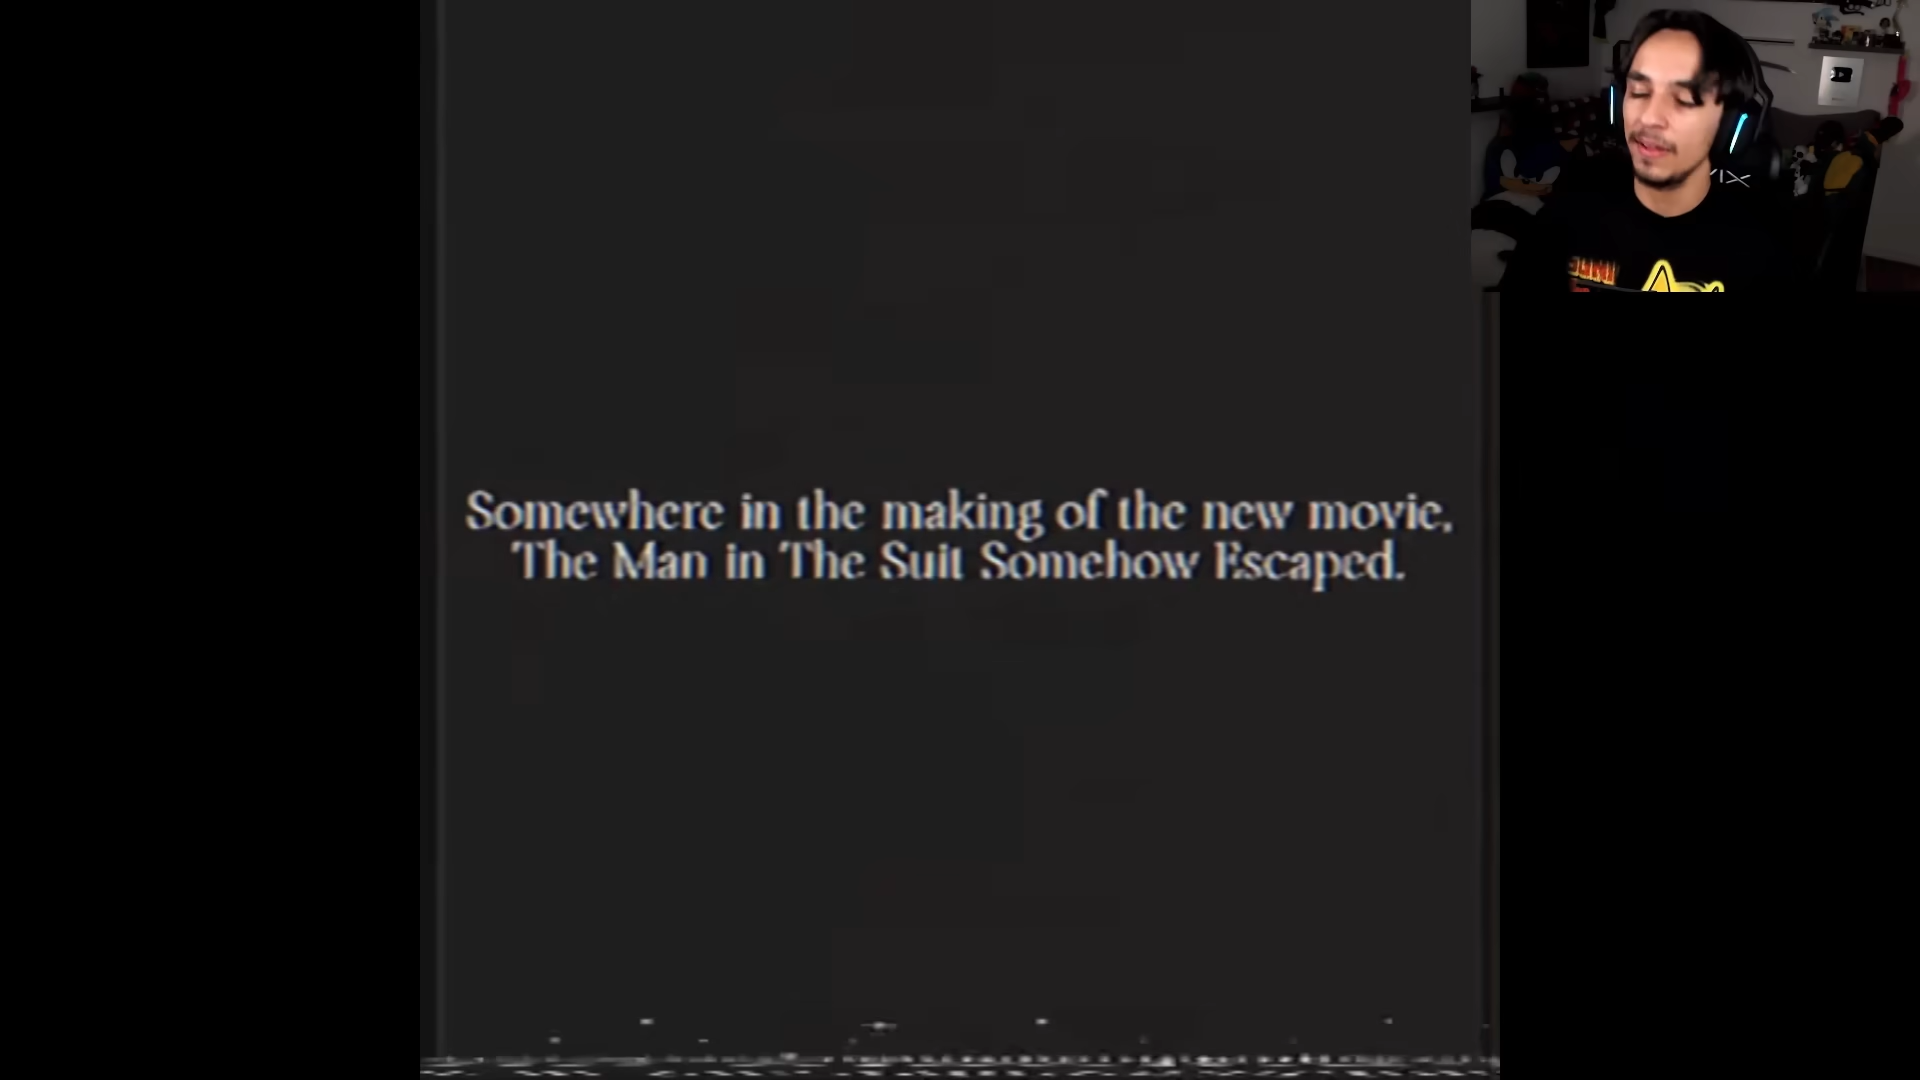 Somewhere in the making of the new movie,
The Man in The Suit Somehow Escaped.